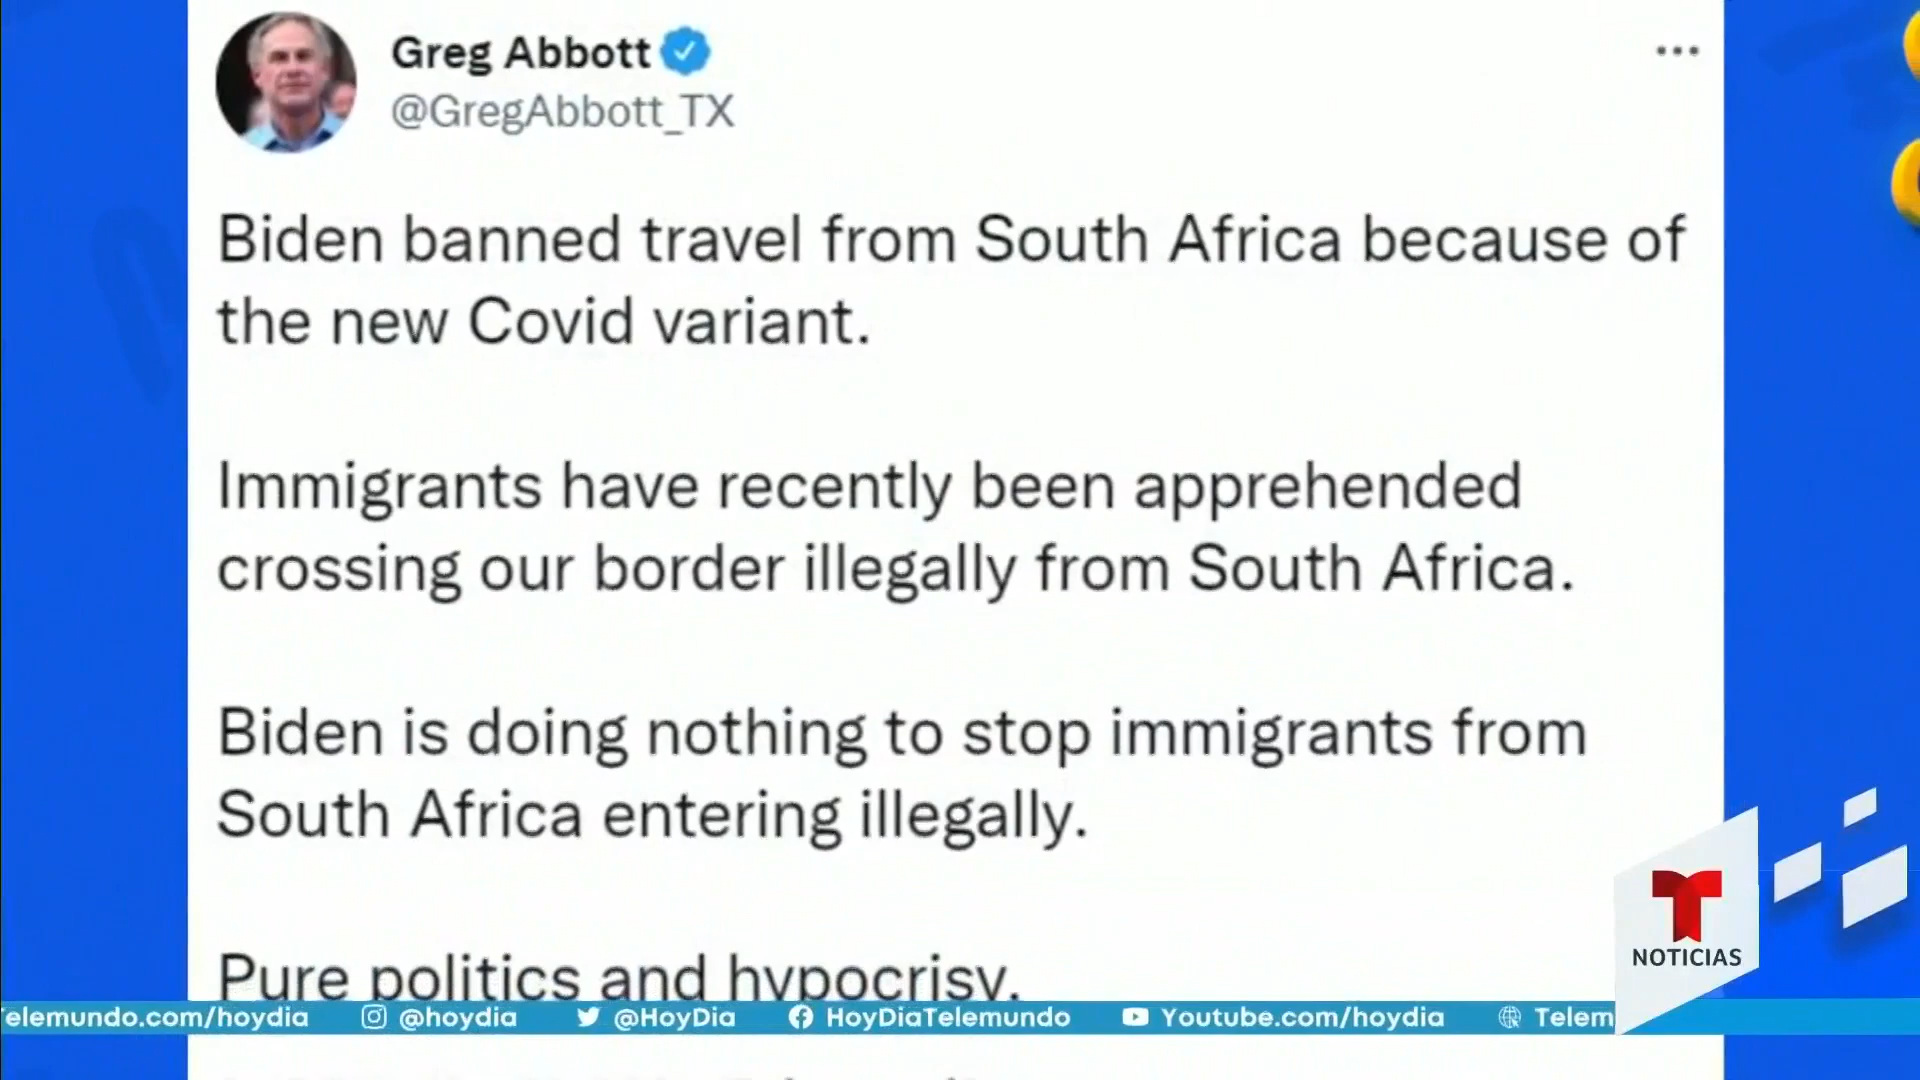 Greg Abbott
@GregAbbott_TX
Biden banned travel from South Africa because of
the new Covid variant.
Immigrants have recently been apprehended
crossing our border illegally from South Africa.
Biden is doing nothing to stop immigrants from
South Africa entering illegally.
Pure politics and hypocrisy.
NOTICIAS
elemundo.com/hoydia @hoydia @HoyDia HoyDiaTelemundo Youtube.com/hoydia Telem